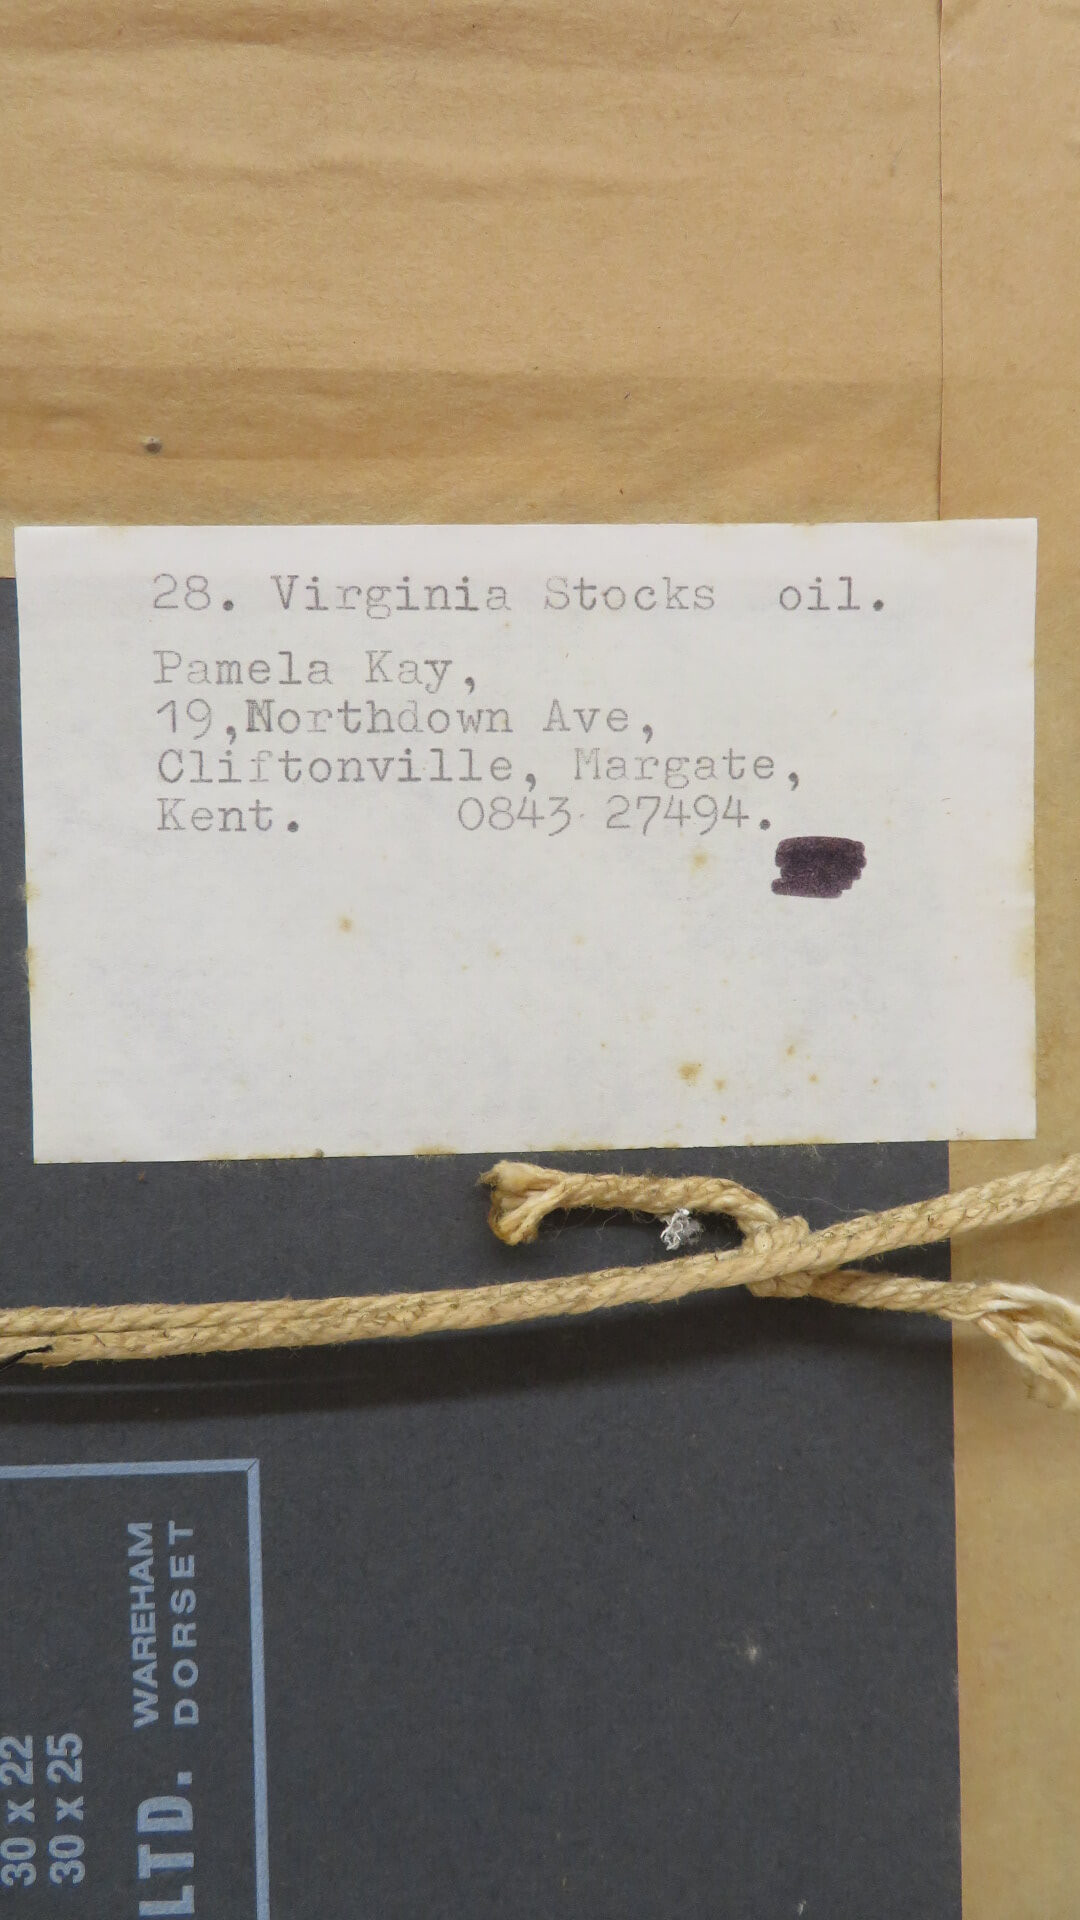 28. Virginia Stocks oil.
Pamela Kay,
19,Northdown Ave,
Cliftonville, Margate,
Kent. 0843 27494.
30 x 22
30 x 25
LTD. WAREHAM
DORSET